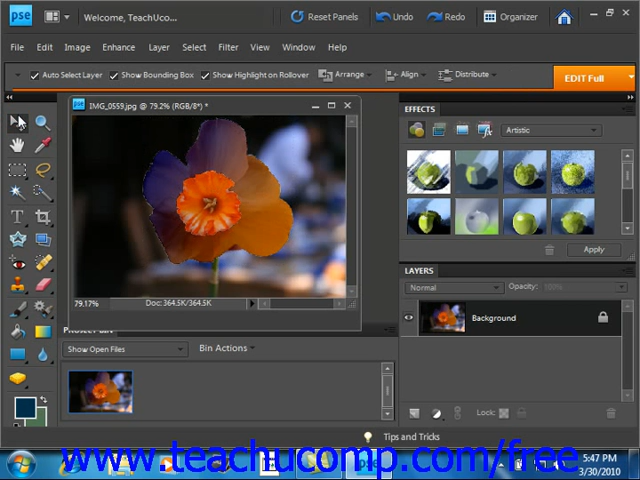 pse Welcome, TeachUco... Reset Panels Undo Redo Organizer
File Edit Image Enhance Layer Select Filter View Window Help
Auto Select Layer Show Bounding Box Show Highlight on Rollover Arrange Align Distribute EDIT Full
IMG_0559.jpg @ 79.2% (RGB/8*) *
EFFECTS
Artistic
Apply
LAYERS
Normal Opacity: 100%
Background
79.17% Doc: 364.5K/364.5K
PROJECT BIN
Show Open Files Bin Actions
Lock:
Tips and Tricks
www.teachucomp.com/free
5:47 PM
3/30/2010